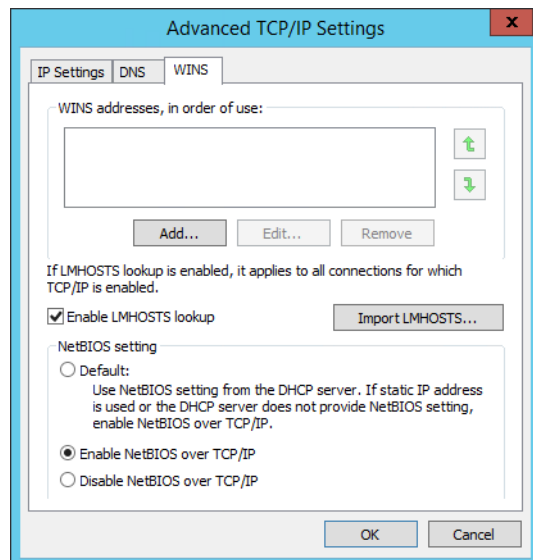 Advanced TCP/IP Settings
x
IP Settings DNS WINS
WINS addresses, in order of use:
Add... Edit... Remove
If LMHOSTS lookup is enabled, it applies to all connections for which
TCP/IP is enabled.
Enable LMHOSTS lookup Import LMHOSTS...
NetBIOS setting
Default:
Use NetBIOS setting from the DHCP server. If static IP address
is used or the DHCP server does not provide NetBIOS setting,
enable NetBIOS over TCP/IP.
Enable NetBIOS over TCP/IP
Disable NetBIOS over TCP/IP
OK Cancel